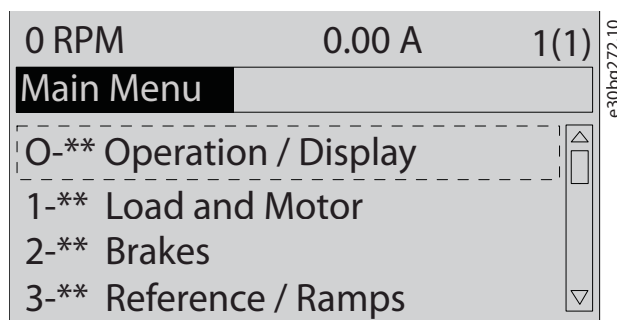 0 RPM 0.00 A 1(1)
Main Menu
O-** Operation / Display
1-** Load and Motor
2-** Brakes
3-** Reference / Ramps
e30bg272.10